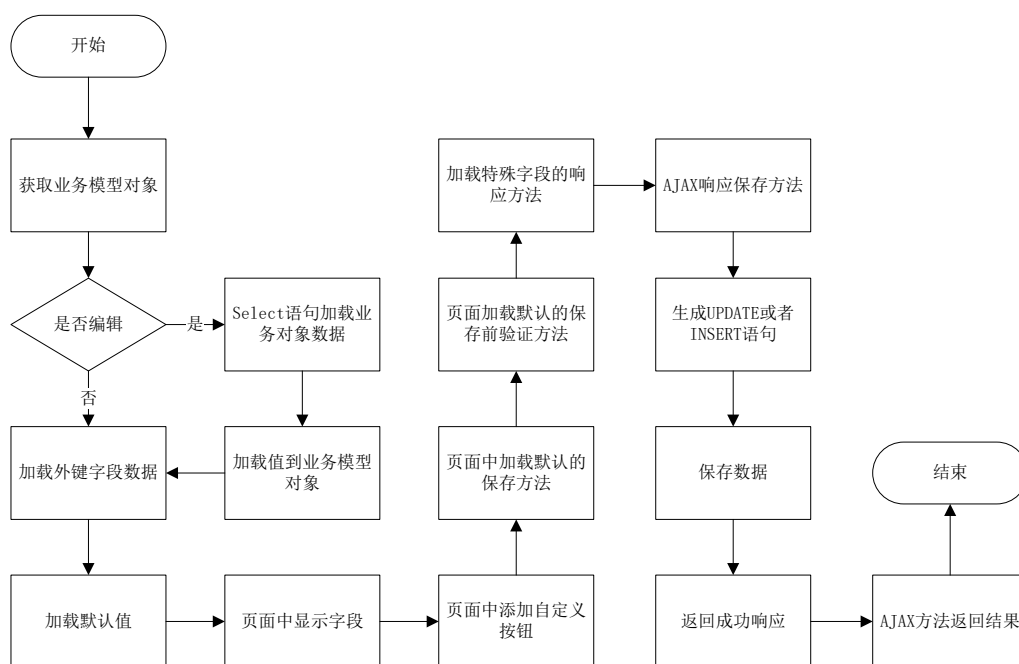 开始
获取业务模型对象
是否编辑
是
Select语句加载业
务对象数据
否
加载值到业务模型
对象
加载外键字段数据
加载默认值
页面中显示字段
页面中添加自定义
按钮
页面中加载默认的
保存方法
页面加载默认的保
存前验证方法
加载特殊字段的响
应方法
AJAX响应保存方法
生成UPDATE或者
INSERT语句
保存数据
返回成功响应
AJAX方法返回结果
结束